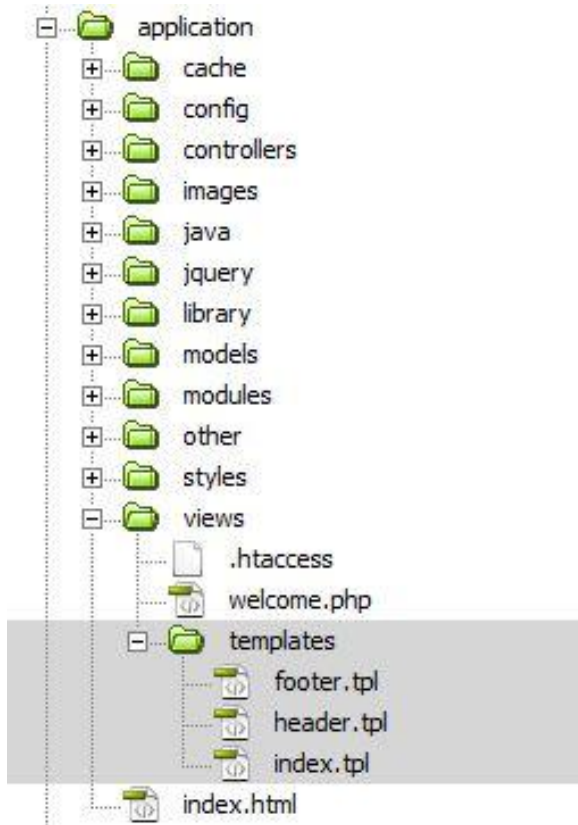 application
cache
config
controllers
images
java
jquery
library
models
modules
other
styles
views
.htaccess
welcome.php
templates
footer.tpl
header.tpl
index.tpl
index.html